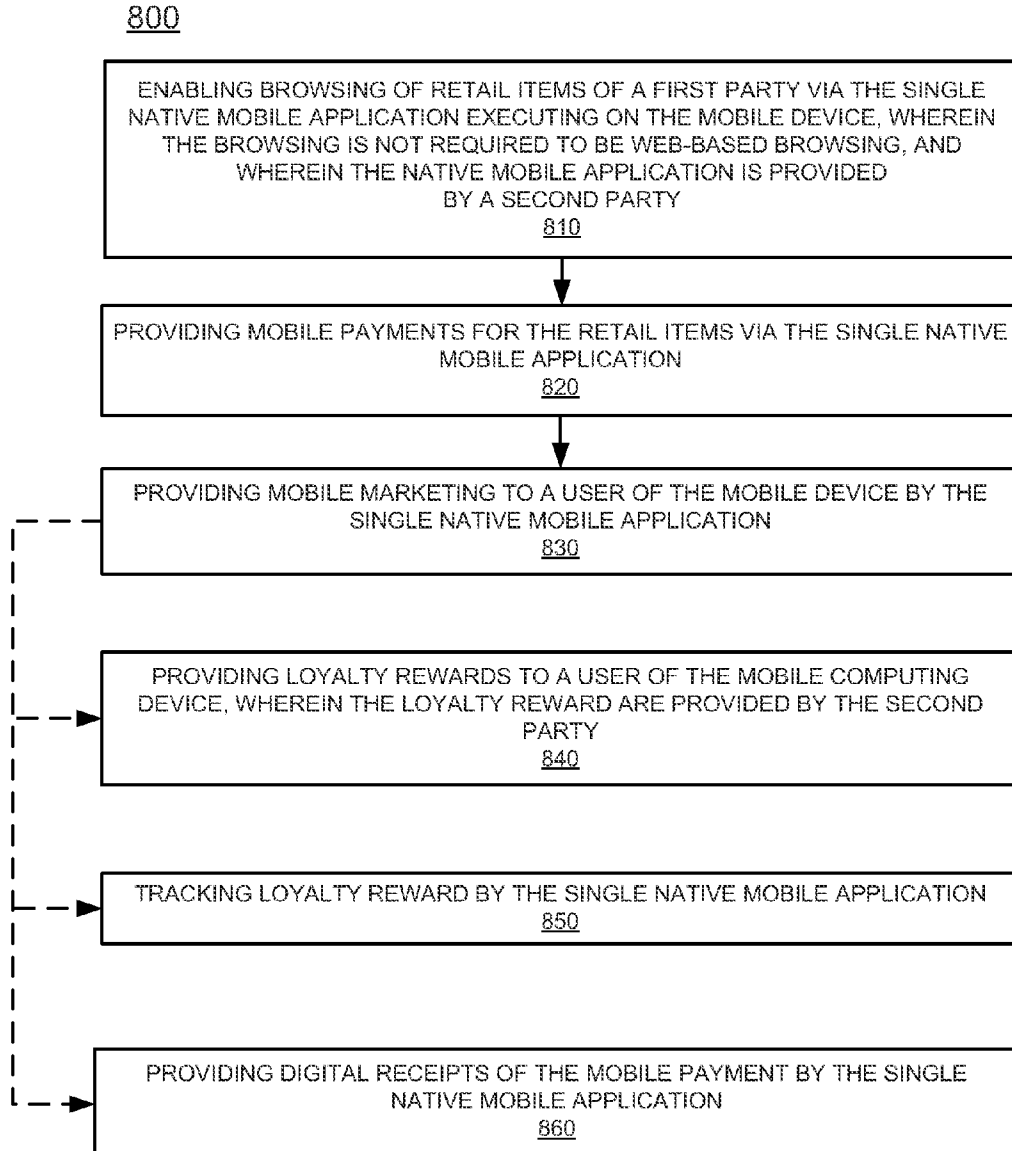 800
ENABLING BROWSING OF RETAIL ITEMS OF A FIRST PARTY VIA THE SINGLE
NATIVE MOBILE APPLICATION EXECUTING ON THE MOBILE DEVICE, WHEREIN
THE BROWSING IS NOT REQUIRED TO BE WEB-BASED BROWSING, AND
WHEREIN THE NATIVE MOBILE APPLICATION IS PROVIDED
BY A SECOND PARTY
810
PROVIDING MOBILE PAYMENTS FOR THE RETAIL ITEMS VIA THE SINGLE NATIVE
MOBILE APPLICATION
820
PROVIDING MOBILE MARKETING TO A USER OF THE MOBILE DEVICE BY THE
SINGLE NATIVE MOBILE APPLICATION
830
PROVIDING LOYALTY REWARDS TO A USER OF THE MOBILE COMPUTING
DEVICE, WHEREIN THE LOYALTY REWARD ARE PROVIDED BY THE SECOND
PARTY
840
TRACKING LOYALTY REWARD BY THE SINGLE NATIVE MOBILE APPLICATION
850
PROVIDING DIGITAL RECEIPTS OF THE MOBILE PAYMENT BY THE SINGLE
NATIVE MOBILE APPLICATION
860